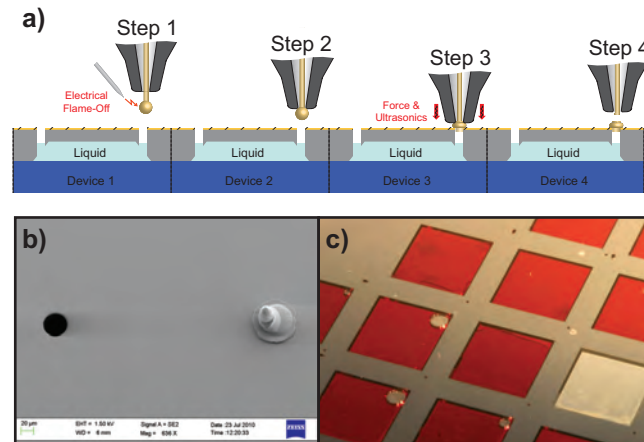 a)
Step 1
Step 2
Step 3
Step 4
Electrical
Flame-Off
Force &
Ultrasonics
Liquid
Liquid
Liquid
Liquid
Device 1
Device 2
Device 3
Device 4
b)
c)
20 µm
EHT = 1.50 kV
Signal A = SE2
Date :23 Jul 2010
WD = 8 mm
Mag = 636 X
Time :12:20:33
ZEISS